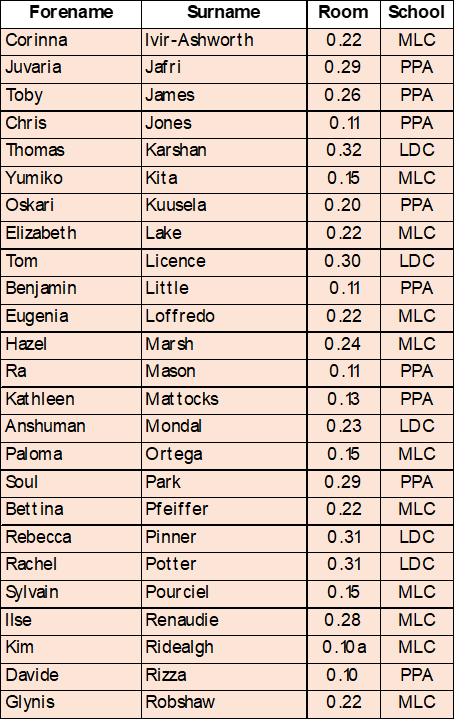 Forename Surname Room School
Corinna Ivir-Ashworth 0.22 MLC
Juvaria Jafri 0.29 PPA
Toby James 0.26 PPA
Chris Jones 0.11 PPA
Thomas Karshan 0.32 LDC
Yumiko Kita 0.15 MLC
Oskari Kuusela 0.20 PPA
Elizabeth Lake 0.22 MLC
Tom Licence 0.30 LDC
Benjamin Little 0.11 PPA
Eugenia Loffredo 0.22 MLC
Hazel Marsh 0.24 MLC
Ra Mason 0.11 PPA
Kathleen Mattocks 0.13 PPA
Anshuman Mondal 0.23 LDC
Paloma Ortega 0.15 MLC
Soul Park 0.29 PPA
Bettina Pfeiffer 0.22 MLC
Rebecca Pinner 0.31 LDC
Rachel Potter 0.31 LDC
Sylvain Pourciel 0.15 MLC
Ilse Renaudie 0.28 MLC
Kim Ridealgh 0.10a MLC
Davide Rizza 0.10 PPA
Glynis Robshaw 0.22 MLC